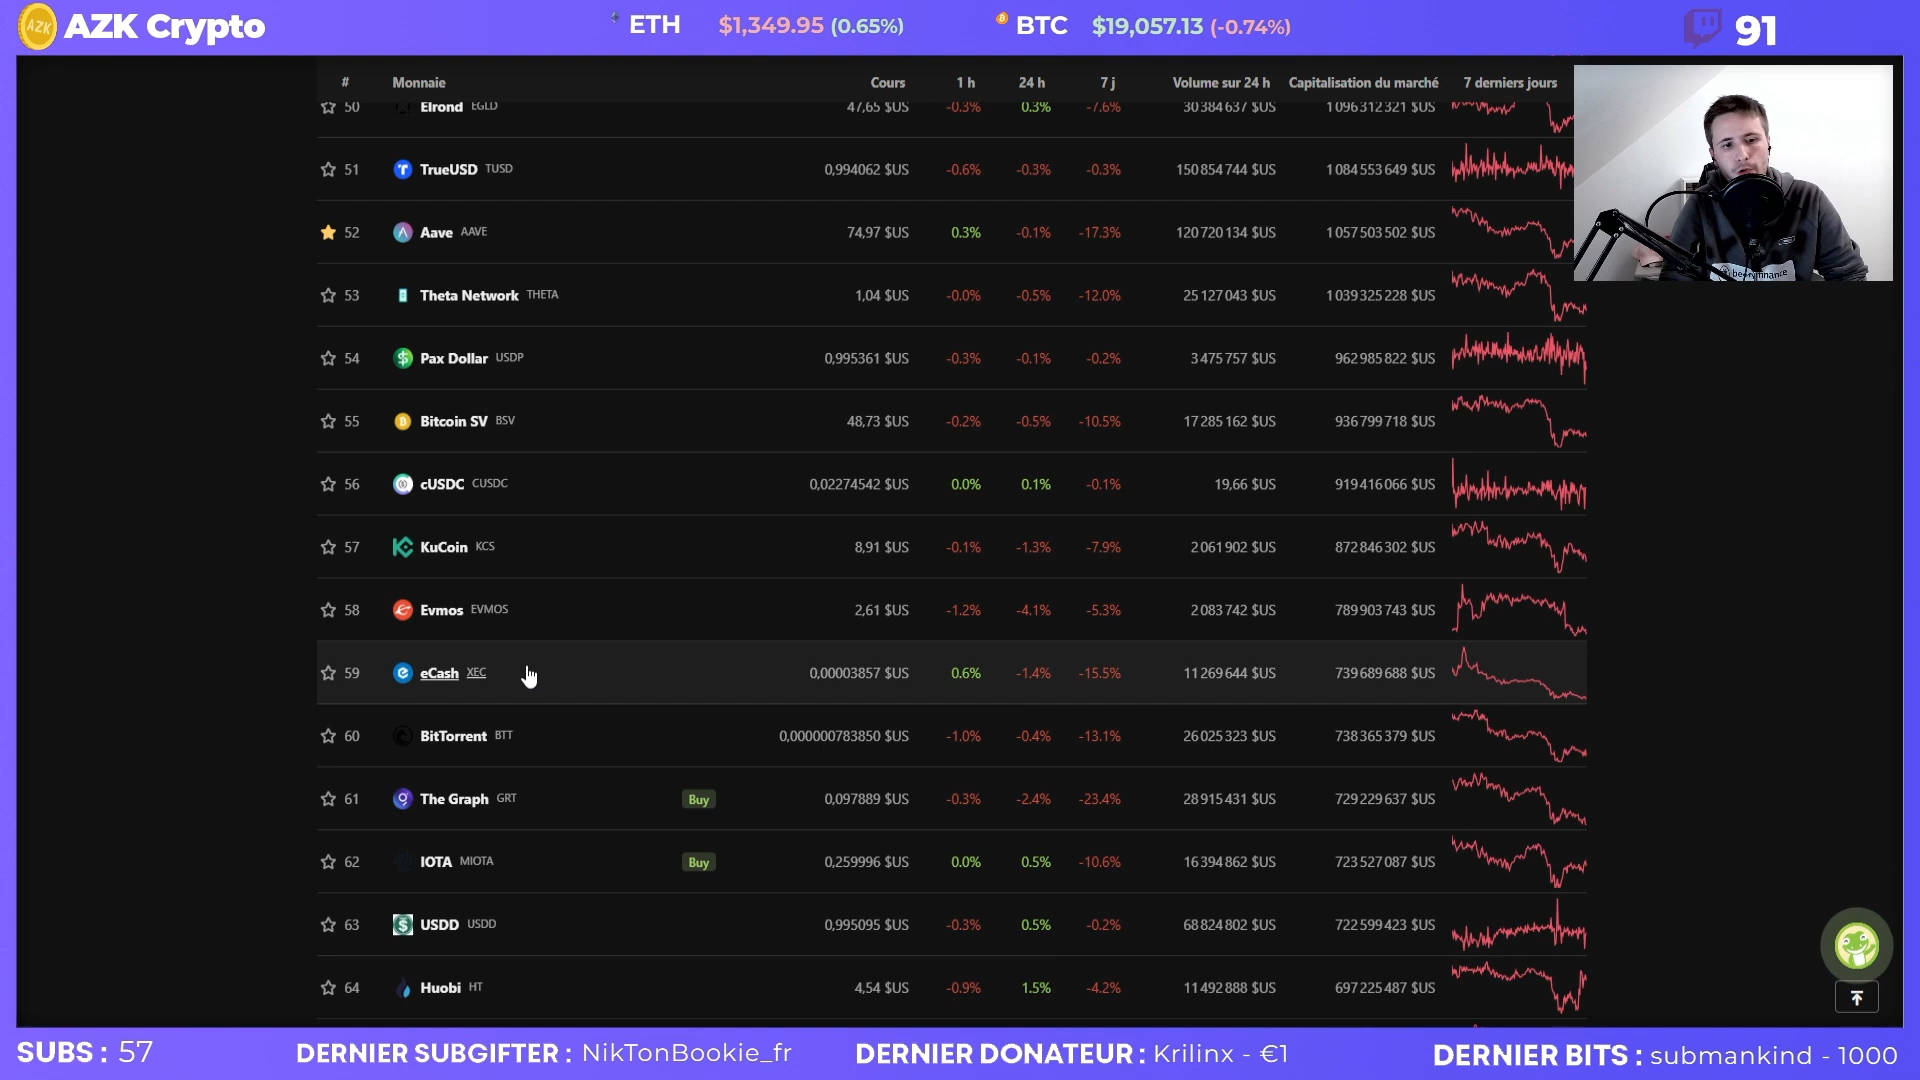 AZK AZK Crypto ETH $1,349.95 (0.65%) BTC $19,057.13 (-0.74%) 91
# Monnaie Cours 1 h 24 h 7 j Volume sur 24 h Capitalisation du marché 7 derniers jours
50 Elrond EGLD 47,65 $US -0.3% 0.3% -7.6% 30 384 637 $US 1 096 312 321 $US
51 TrueUSD TUSD 0,994062 $US -0.6% -0.3% -0.3% 150 854 744 $US 1 084 553 649 $US
52 Aave AAVE 74,97 $US 0.3% -0.1% -17.3% 120 720 134 $US 1 057 503 502 $US
53 Theta Network THETA 1,04 $US -0.0% -0.5% -12.0% 25 127 043 $US 1 039 325 228 $US
54 Pax Dollar USDP 0,995361 $US -0.3% -0.1% -0.2% 3 475 757 $US 962 985 822 $US
55 Bitcoin SV BSV 48,73 $US -0.2% -0.5% -10.5% 17 285 162 $US 936 799 718 $US
56 cUSDC CUSDC 0,02274542 $US 0.0% 0.1% -0.1% 19,66 $US 919 416 066 $US
57 KuCoin KCS 8,91 $US -0.1% -1.3% -7.9% 2 061 902 $US 872 846 302 $US
58 Evmos EVMOS 2,61 $US -1.2% -4.1% -5.3% 2 083 742 $US 789 903 743 $US
59 eCash XEC 0,00003857 $US 0.6% -1.4% -15.5% 11 269 644 $US 739 689 688 $US
60 BitTorrent BTT 0,000000783850 $US -1.0% -0.4% -13.1% 26 025 323 $US 738 365 379 $US
61 The Graph GRT Buy 0,097889 $US -0.3% -2.4% -23.4% 28 915 431 $US 729 229 637 $US
62 IOTA MIOTA Buy 0,259996 $US 0.0% 0.5% -10.6% 16 394 862 $US 723 527 087 $US
63 USDD USDD 0,995095 $US -0.3% 0.5% -0.2% 68 824 802 $US 722 599 423 $US
64 Huobi HT 4,54 $US -0.9% 1.5% -4.2% 11 492 888 $US 697 225 487 $US
SUBS : 57 DERNIER SUBGIFTER : NikTonBookie_fr DERNIER DONATEUR : Krilinx - €1 DERNIER BITS : submankind - 1000